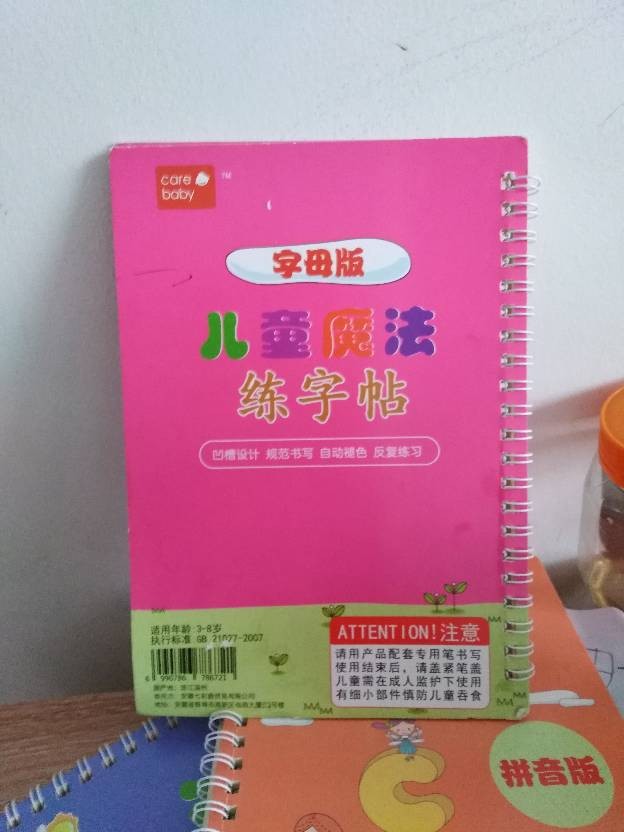 care
baby
TM
字母版
儿童魔法
练字帖
凹槽设计 规范书写 自动褪色 反复练习
适用年龄:3-8岁
执行标准 GB 21027-2007
6990786 786721
ATTENTION!注意
请用产品配套专用笔书写
使用结束后，请盖紧笔盖
儿童需在成人监护下使用
有细小部件慎防儿童吞食
拼音版